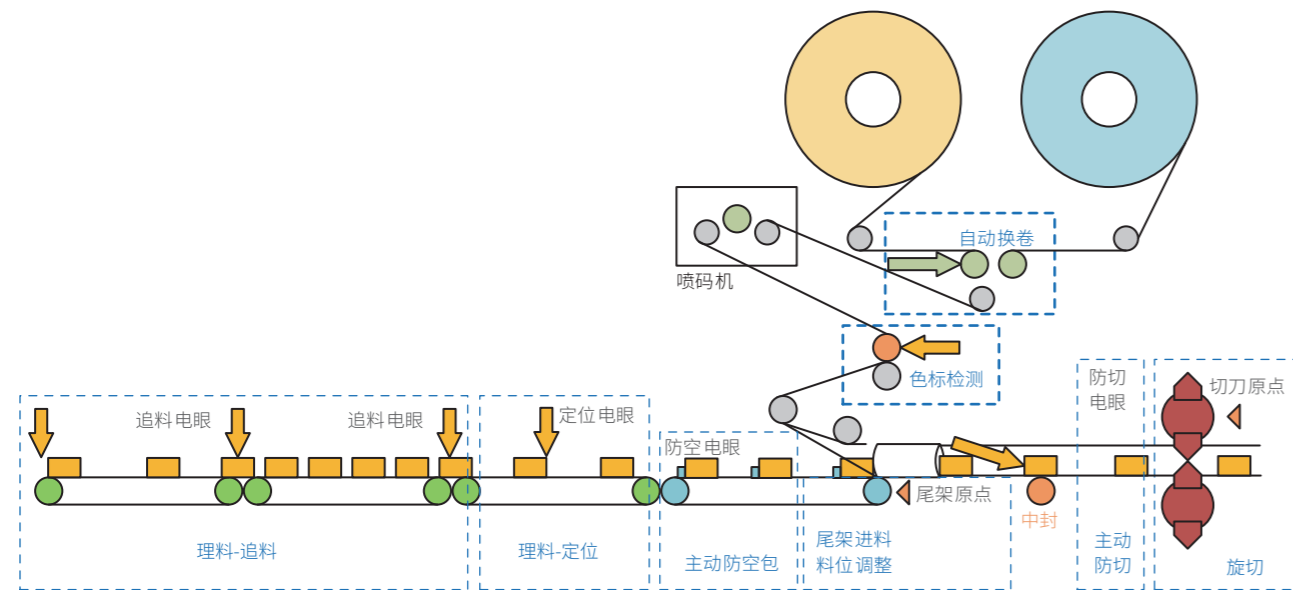 自动换卷
喷码机
色标检测
追料电眼
追料电眼
定位电眼
防空电眼
防切
电眼
切刀原点
尾架原点
中封
理料-追料
理料-定位
主动防空包
尾架进料
料位调整
主动
防切
旋切